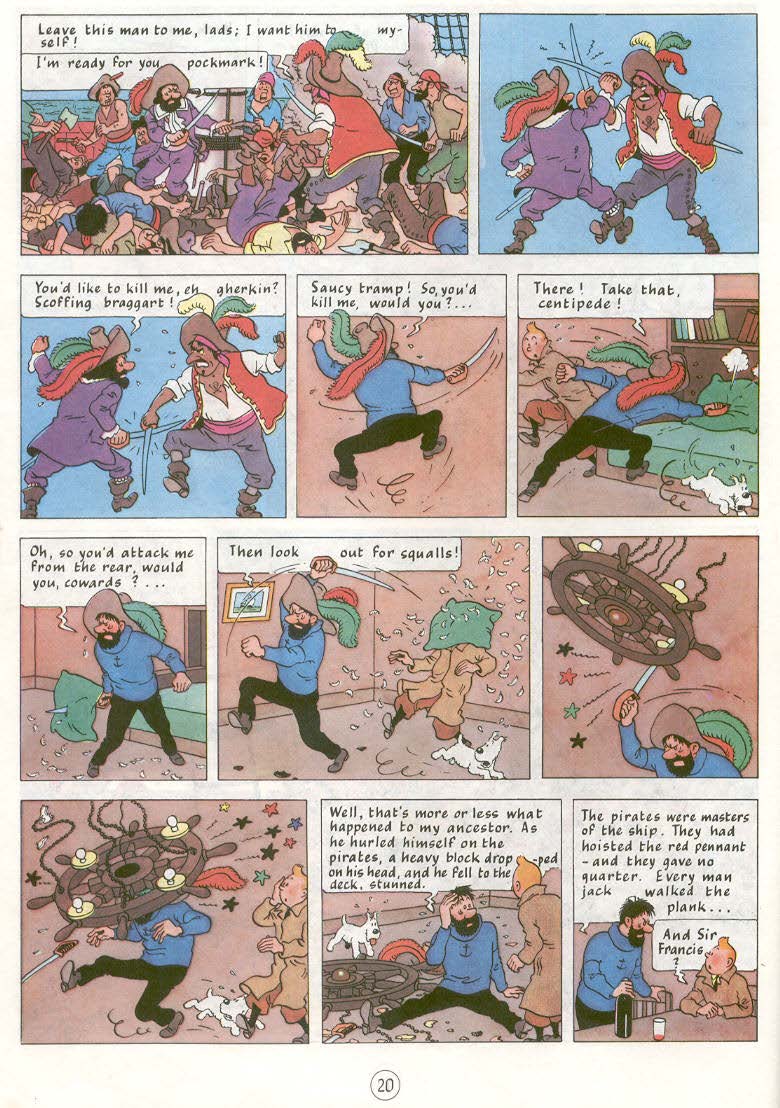 Leave this man to me, lads; I want him to my-
self!
I'm ready for you pockmark!
You'd like to kill me, eh gherkin?
Scoffing braggart!
Saucy tramp! So, you'd
kill me, would you?...
There! Take that,
centipede!
Oh, so you'd attack me
from the rear, would
you, cowards?...
Then look out for squalls!
Well, that's more or less what
happened to my ancestor. As
he hurled himself on the
pirates, a heavy block drop -ped
on his head, and he fell to the
deck, stunned.
The pirates were masters
of the ship. They had
hoisted the red pennant
- and they gave no
quarter. Every man
jack walked the
plank...
And Sir
Francis
?
20